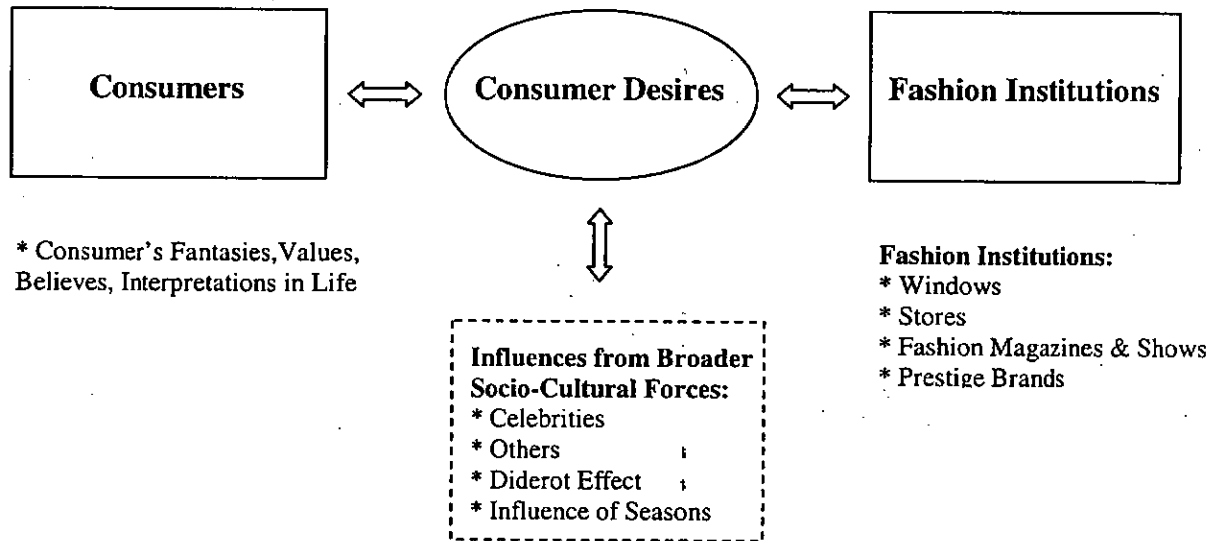 Consumers
Consumer Desires
Fashion Institutions
* Consumer's Fantasies, Values,
Believes, Interpretations in Life
Fashion Institutions:
* Windows
* Stores
* Fashion Magazines & Shows
* Prestige Brands
Influences from Broader
Socio-Cultural Forces:
* Celebrities
* Others
* Diderot Effect
* Influence of Seasons